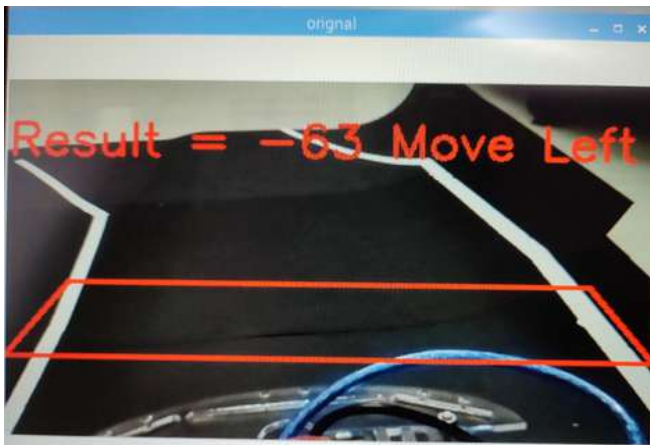 orignal
Result = -63 Move Left